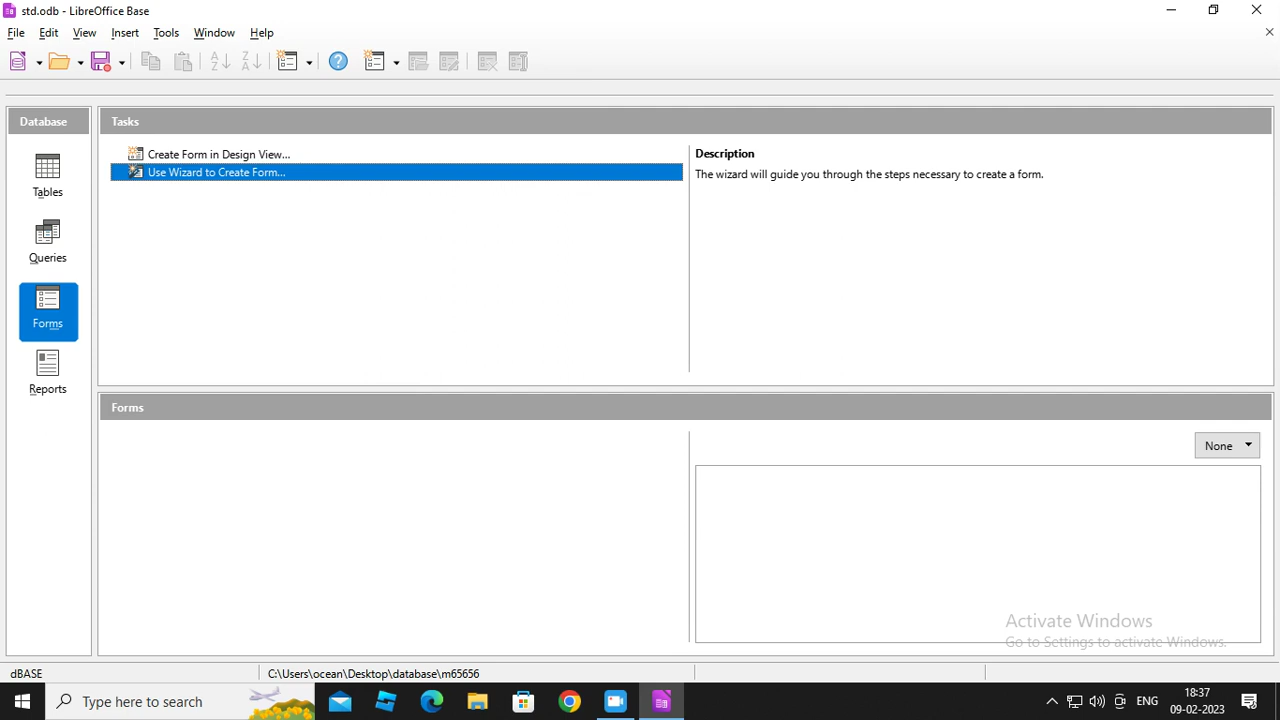 std.odb - LibreOffice Base
File Edit View Insert Tools Window Help
Database
Tasks
Create Form in Design View...
Use Wizard to Create Form...
Description
The wizard will guide you through the steps necessary to create a form.
Tables
Queries
Forms
Reports
Forms
None
Activate Windows
Go to Settings to activate Windows.
dBASE
C:\Users\ocean\Desktop\database\m65656
Type here to search
ENG
18:37
09-02-2023